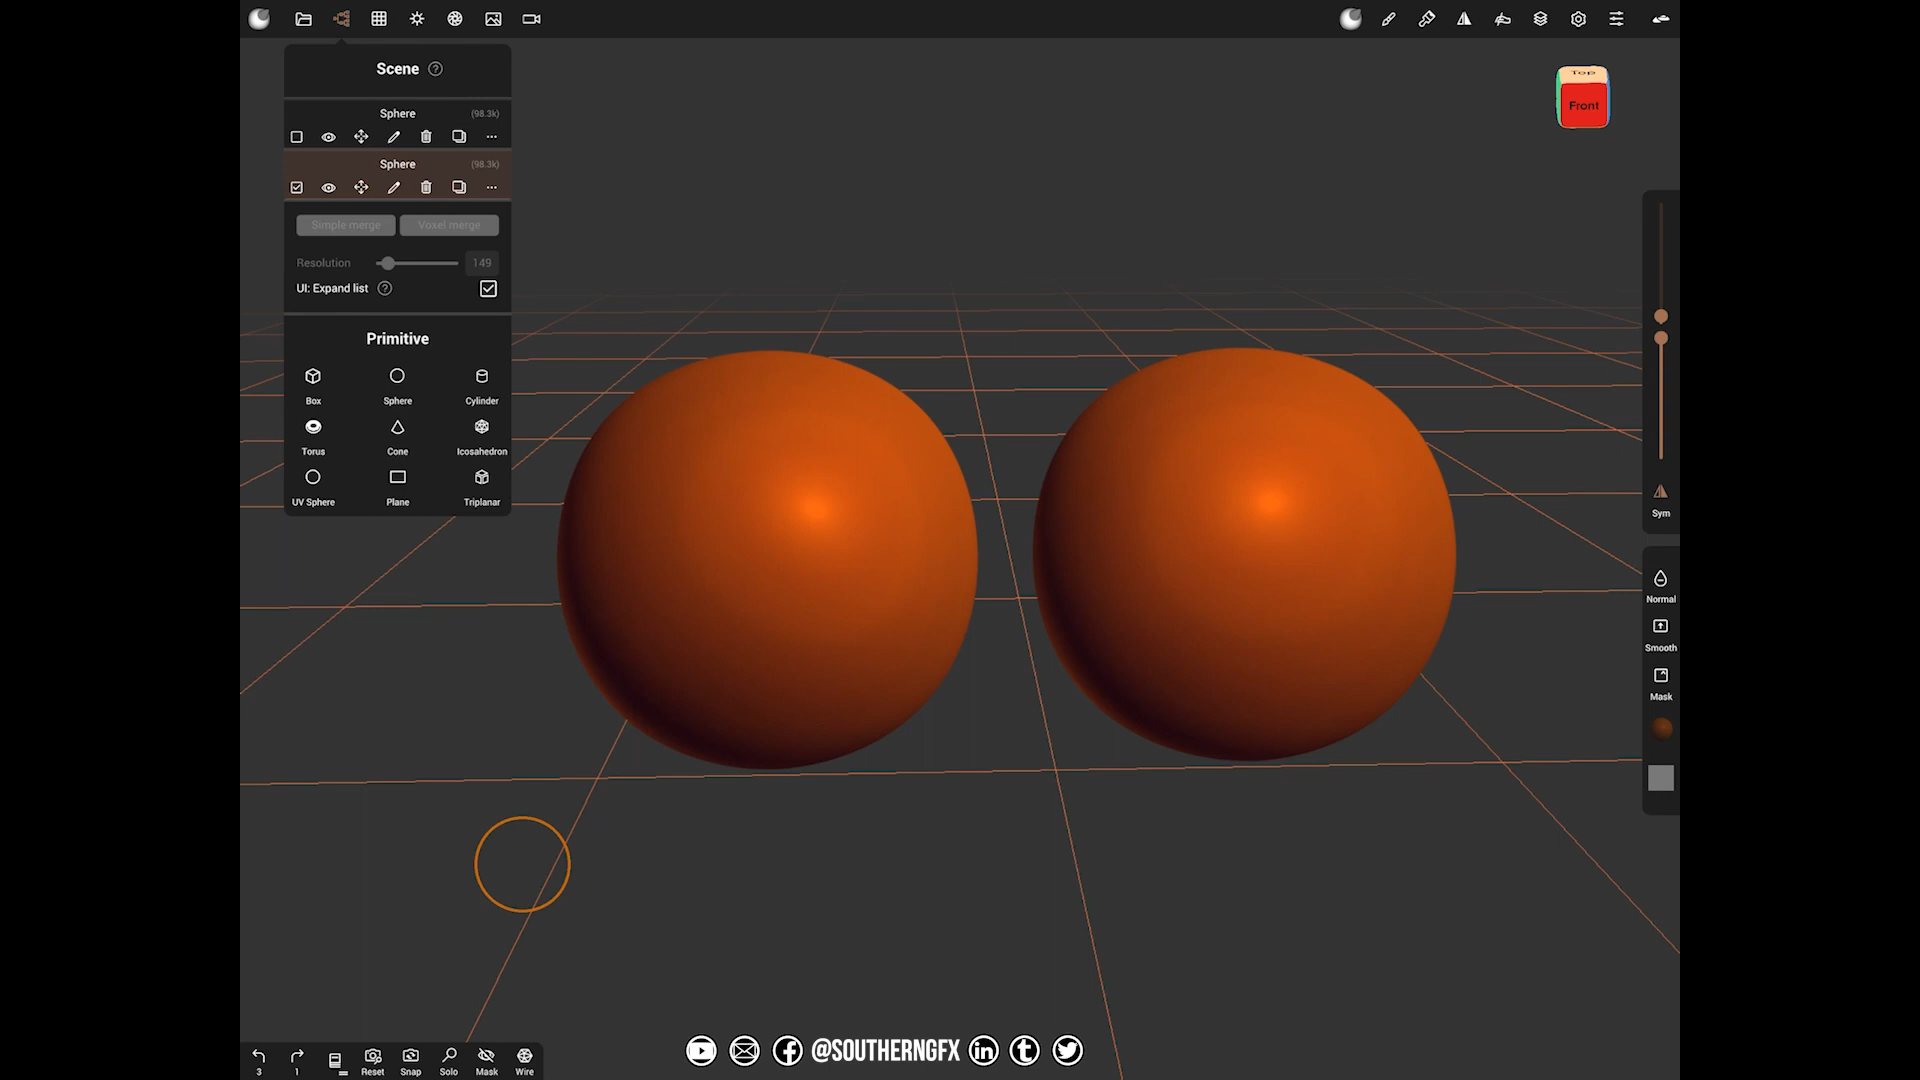 Scene
Top
Front
Sphere (98.3k)
Sphere (98.3k)
Simple merge Voxel merge
Resolution 149
UI: Expand list
Primitive
Box Sphere Cylinder
Torus Cone Icosahedron
UV Sphere Plane Triplanar
Sym
Normal
Smooth
Mask
@SOUTHERNGFX
3 1 Reset Snap Solo Mask Wire